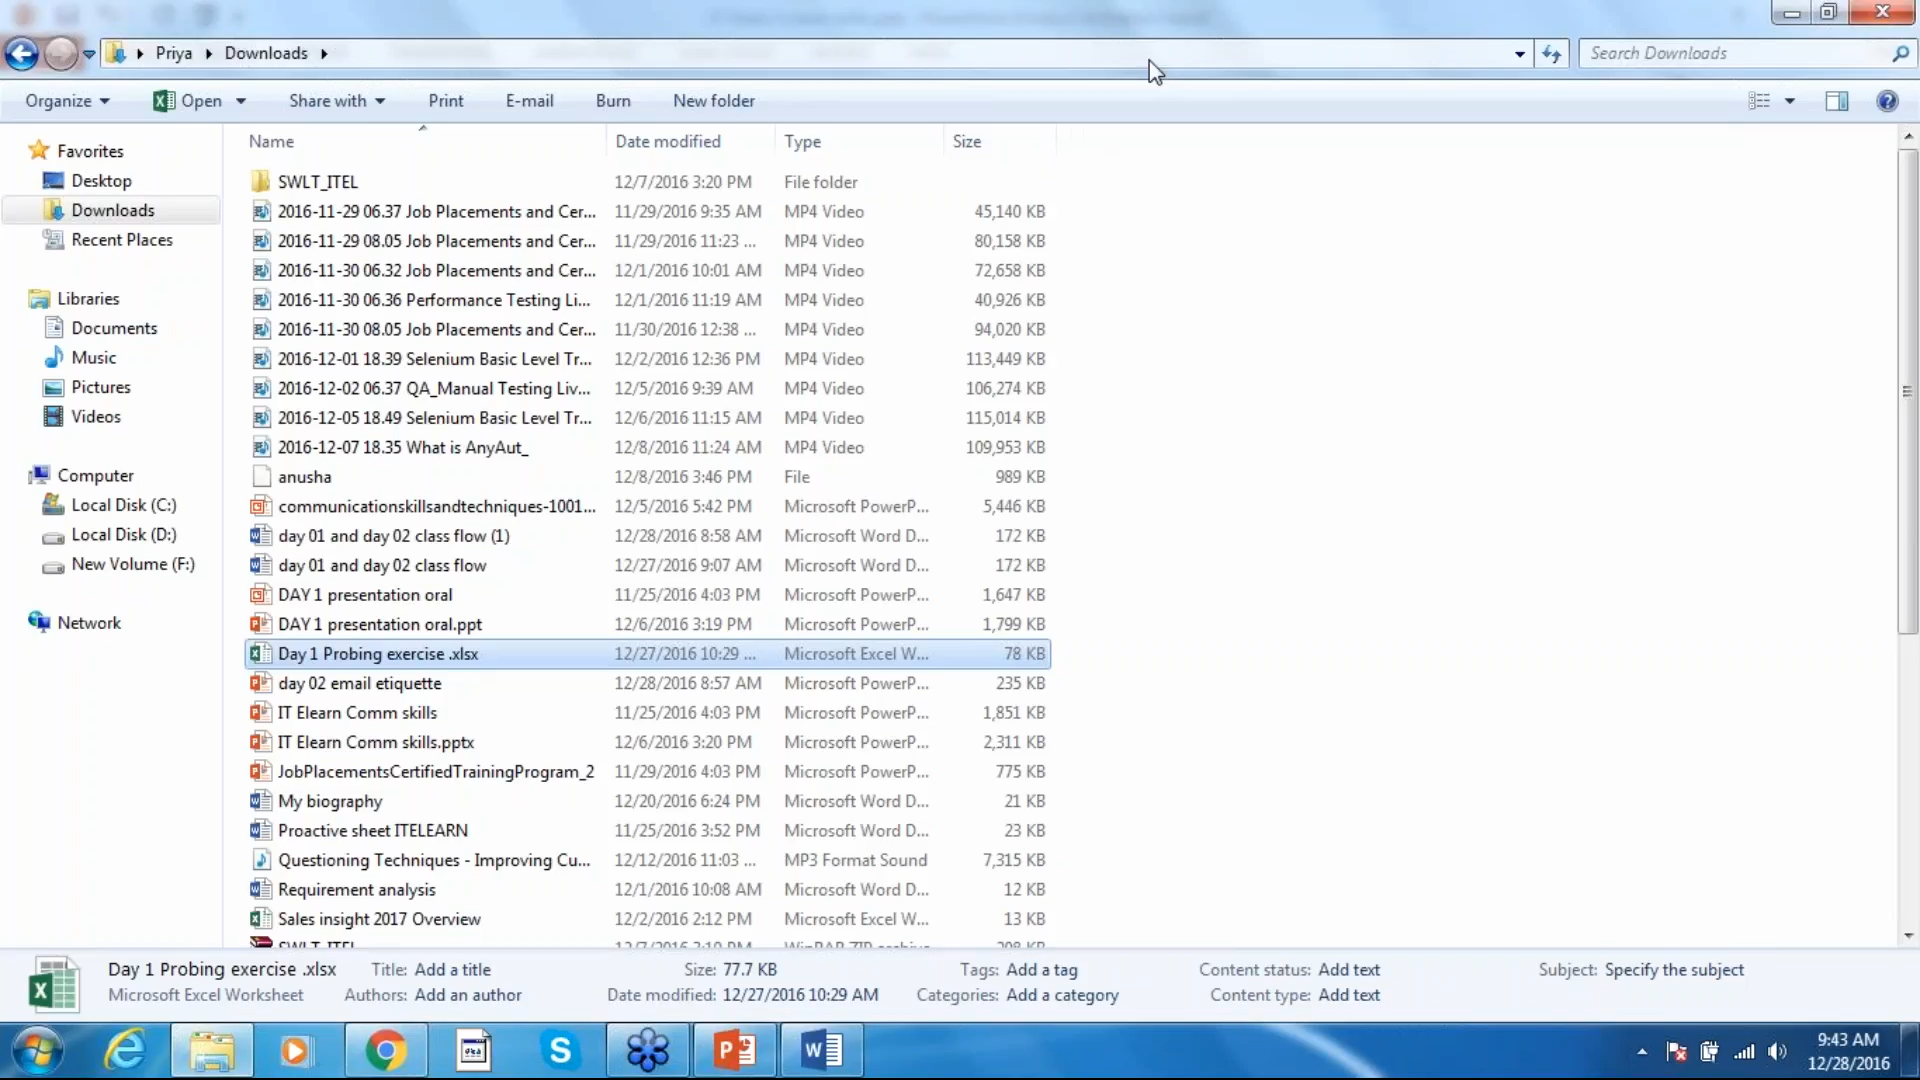 Priya Downloads Search Downloads
Organize Open Share with Print E-mail Burn New folder
Name Date modified Type Size
Favorites
Desktop
Downloads
Recent Places
Libraries
Documents
Music
Pictures
Videos
Computer
Local Disk (C:)
Local Disk (D:)
New Volume (F:)
Network
SWLT_ITEL 12/7/2016 3:20 PM File folder
2016-11-29 06.37 Job Placements and Cer... 11/29/2016 9:35 AM MP4 Video 45,140 KB
2016-11-29 08.05 Job Placements and Cer... 11/29/2016 11:23 ... MP4 Video 80,158 KB
2016-11-30 06.32 Job Placements and Cer... 12/1/2016 10:01 AM MP4 Video 72,658 KB
2016-11-30 06.36 Performance Testing Li... 12/1/2016 11:19 AM MP4 Video 40,926 KB
2016-11-30 08.05 Job Placements and Cer... 11/30/2016 12:38 ... MP4 Video 94,020 KB
2016-12-01 18.39 Selenium Basic Level Tr... 12/2/2016 12:36 PM MP4 Video 113,449 KB
2016-12-02 06.37 QA_Manual Testing Liv... 12/5/2016 9:39 AM MP4 Video 106,274 KB
2016-12-05 18.49 Selenium Basic Level Tr... 12/6/2016 11:15 AM MP4 Video 115,014 KB
2016-12-07 18.35 What is AnyAut_ 12/8/2016 11:24 AM MP4 Video 109,953 KB
anusha 12/8/2016 3:46 PM File 989 KB
communicationskillsandtechniques-1001... 12/5/2016 5:42 PM Microsoft PowerP... 5,446 KB
day 01 and day 02 class flow (1) 12/28/2016 8:58 AM Microsoft Word D... 172 KB
day 01 and day 02 class flow 12/27/2016 9:07 AM Microsoft Word D... 172 KB
DAY 1 presentation oral 11/25/2016 4:03 PM Microsoft PowerP... 1,647 KB
DAY 1 presentation oral.ppt 12/6/2016 3:19 PM Microsoft PowerP... 1,799 KB
Day 1 Probing exercise .xlsx 12/27/2016 10:29 ... Microsoft Excel W... 78 KB
day 02 email etiquette 12/28/2016 8:57 AM Microsoft PowerP... 235 KB
IT Elearn Comm skills 11/25/2016 4:03 PM Microsoft PowerP... 1,851 KB
IT Elearn Comm skills.pptx 12/6/2016 3:20 PM Microsoft PowerP... 2,311 KB
JobPlacementsCertifiedTrainingProgram_2 11/29/2016 4:03 PM Microsoft PowerP... 775 KB
My biography 12/20/2016 6:24 PM Microsoft Word D... 21 KB
Proactive sheet ITELEARN 11/25/2016 3:52 PM Microsoft Word D... 23 KB
Questioning Techniques - Improving Cu... 12/12/2016 11:03 ... MP3 Format Sound 7,315 KB
Requirement analysis 12/1/2016 10:08 AM Microsoft Word D... 12 KB
Sales insight 2017 Overview 12/2/2016 2:12 PM Microsoft Excel W... 13 KB
SWLT_ITEL
Day 1 Probing exercise .xlsx Title: Add a title Size: 77.7 KB Tags: Add a tag Content status: Add text Subject: Specify the subject
Microsoft Excel Worksheet Authors: Add an author Date modified: 12/27/2016 10:29 AM Categories: Add a category Content type: Add text
9:43 AM
12/28/2016